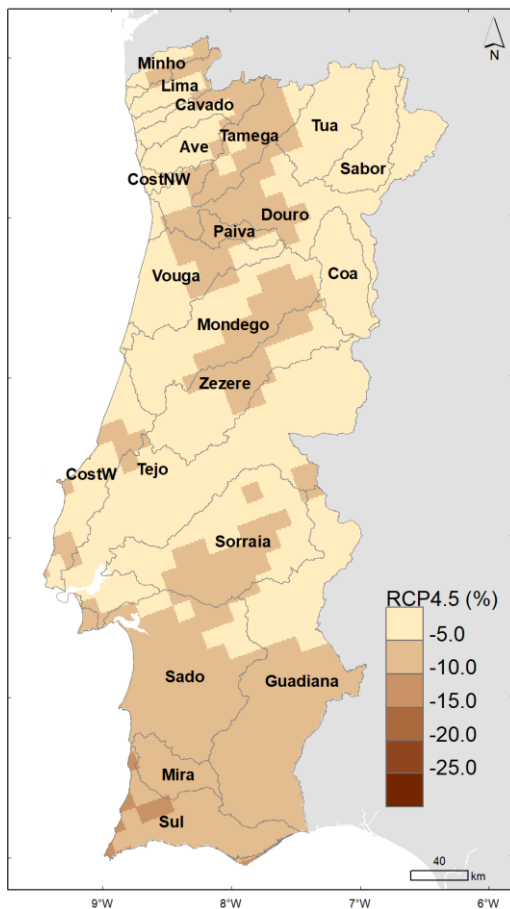 N
Minho
Lima
Cavado
Tamega
Tua
Ave
Sabor
CostNW
Douro
Paiva
Vouga
Coa
Mondego
Zezere
CostW
Tejo
Sorraia
RCP4.5 (%)
-5.0
-10.0
-15.0
-20.0
-25.0
Sado
Guadiana
Mira
Sul
40
km
9°W
8°W
7°W
6°W